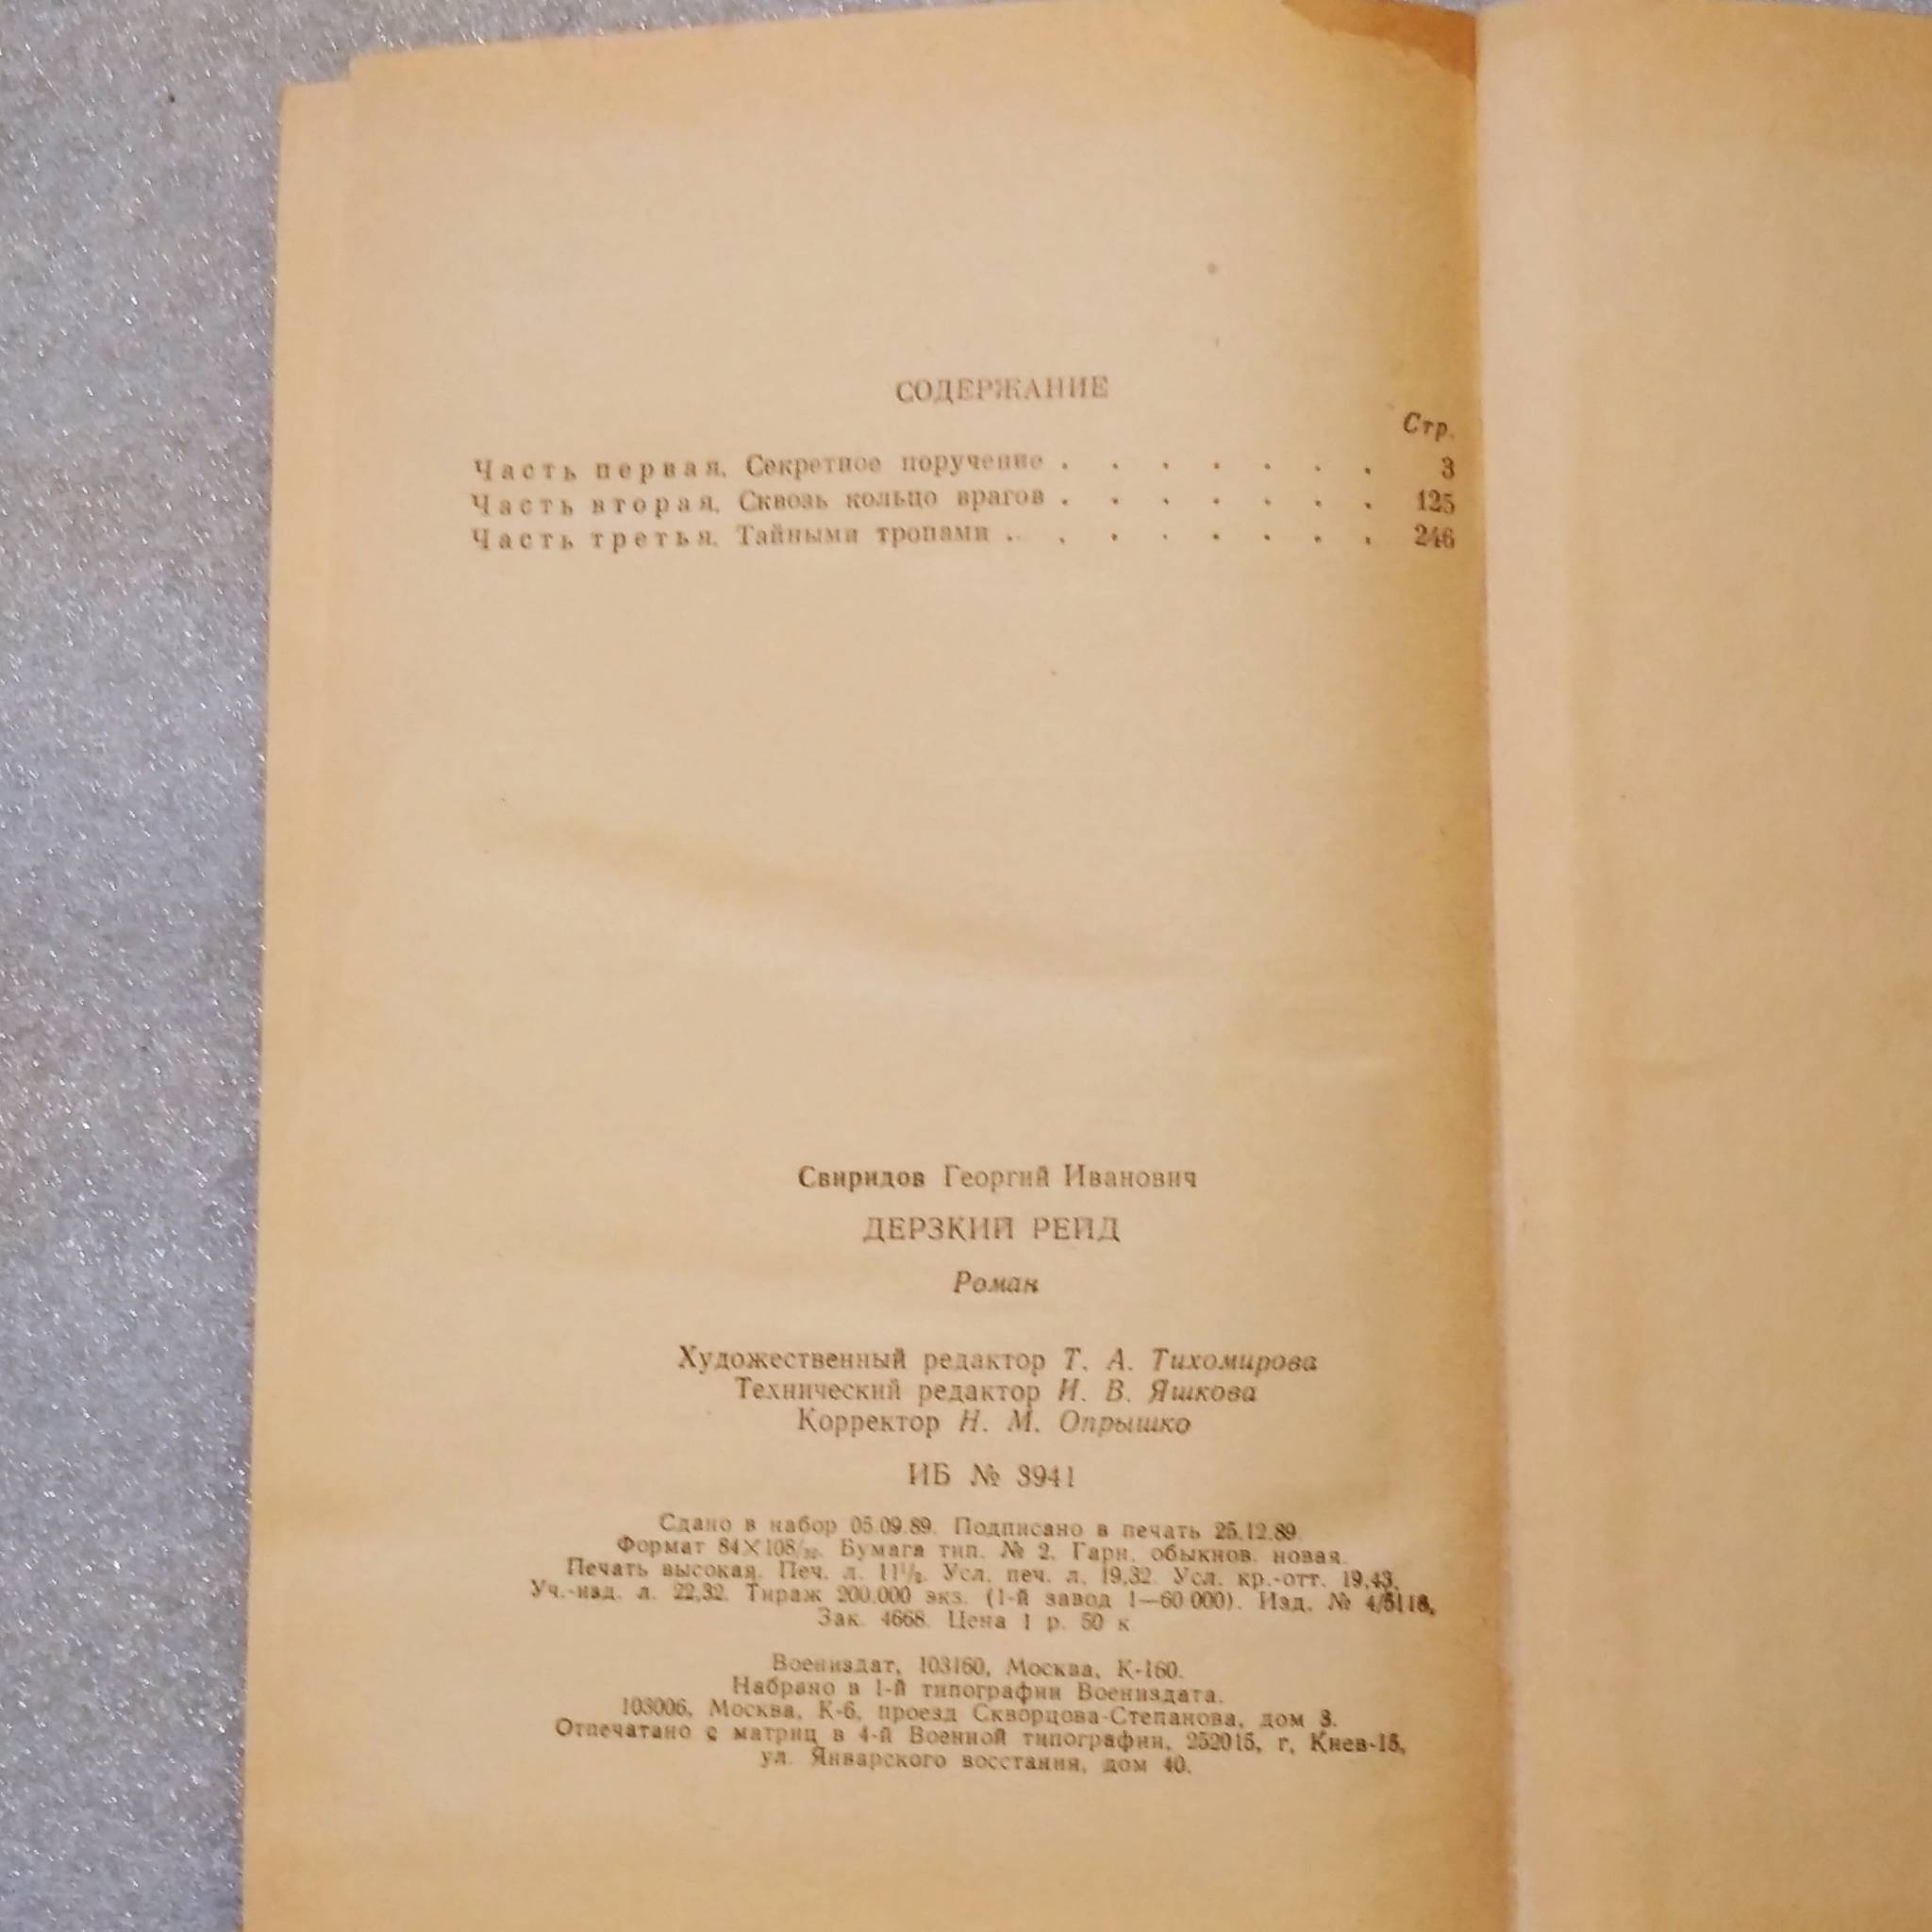 СОДЕРЖАНИЕ
Стр.
Часть первая. Секретное поручение . . . . . . . 3
Часть вторая. Сквозь кольцо врагов . . . . . . . 125
Часть третья. Тайными тропами . . . . . . . . 246
Свиридов Георгий Иванович
ДЕРЗКИЙ РЕЙД
Роман
Художественный редактор Т. А. Тихомирова
Технический редактор И. В. Яшкова
Корректор Н. М. Опрышко
ИБ № 3941
Сдано в набор 05.09.89. Подписано в печать 25.12.89.
Формат 84×108/32. Бумага тип. № 2. Гарн. обыкнов. новая.
Печать высокая. Печ. л. 11½. Усл. печ. л. 19,32. Усл. кр.-отт. 19,43.
Уч.-изд. л. 22,32. Тираж 200.000 экз. (1-й завод 1—60 000). Изд. № 4/5118.
Зак. 4668. Цена 1 р. 50 к
Воениздат, 103160, Москва, К-160.
Набрано в 1-й типографии Воениздата.
103006, Москва, К-6, проезд Скворцова-Степанова, дом 3.
Отпечатано с матриц в 4-й Военной типографии, 252015, г. Киев-15,
ул. Январского восстания, дом 40.